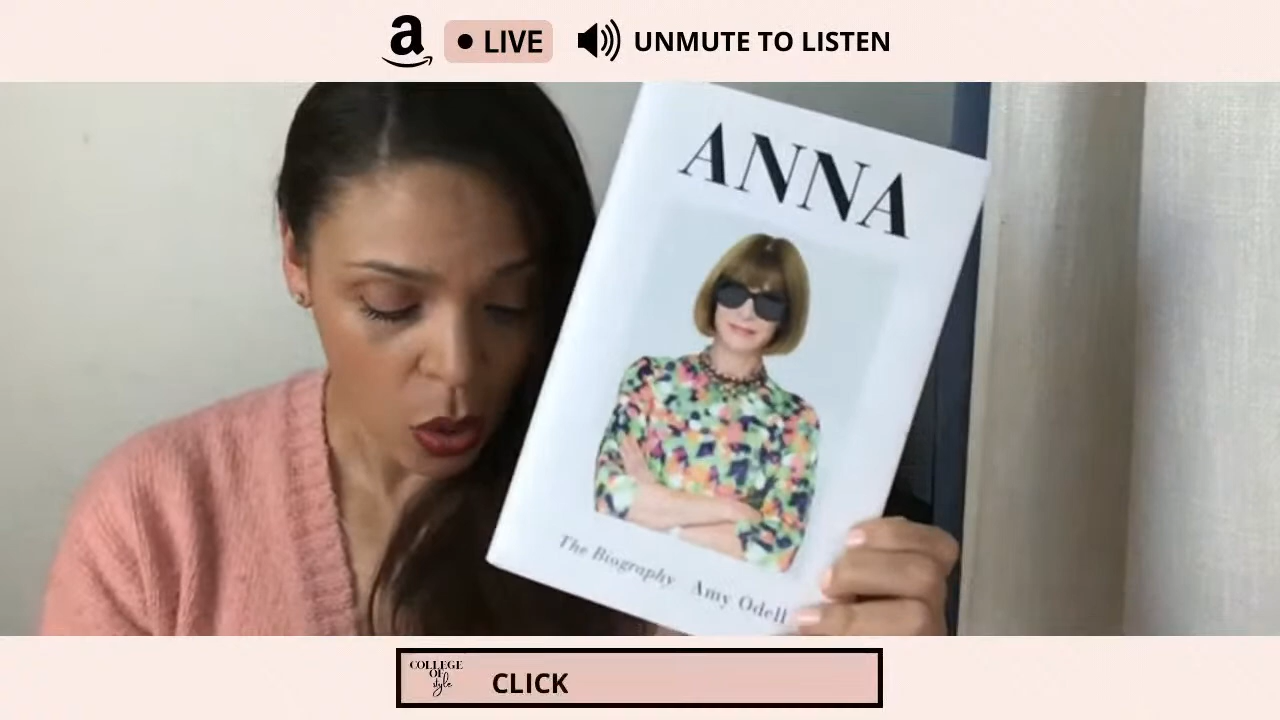 a LIVE UNMUTE TO LISTEN
ANNA
The Biography Amy Odell
COLLEGE
OF
style
CLICK